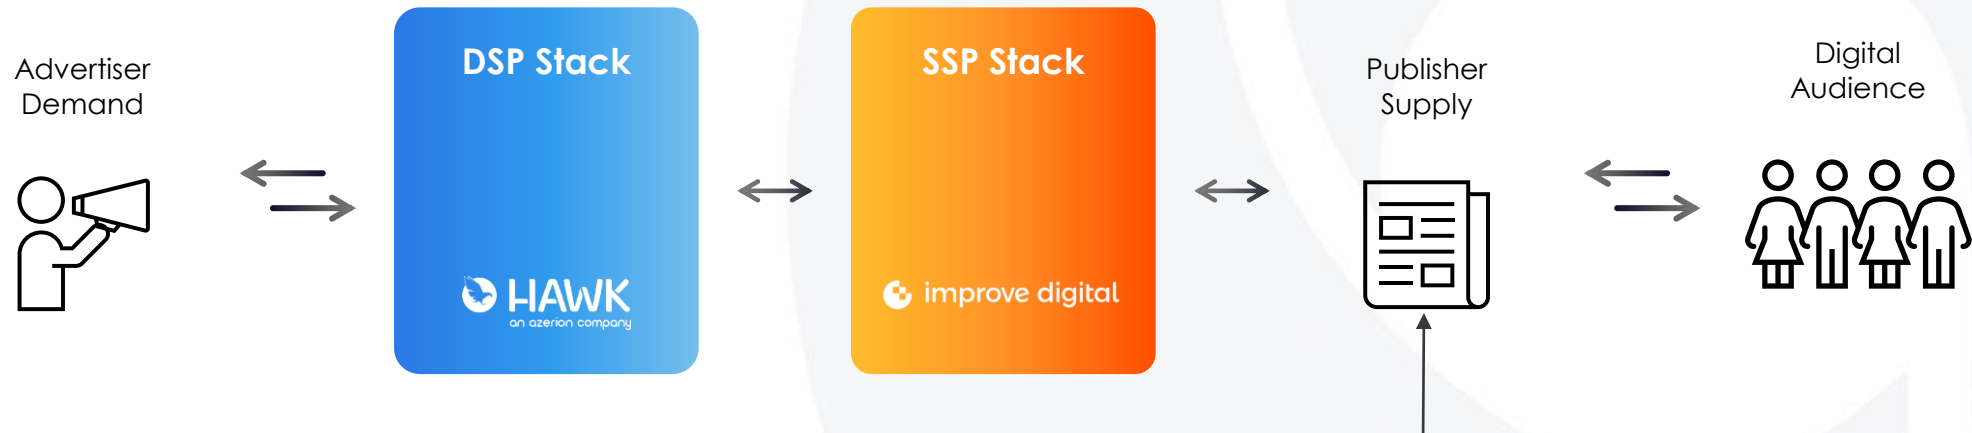 Advertiser
Demand
DSP Stack
HAWK
an azerion company
SSP Stack
improve digital
Publisher
Supply
Digital
Audience